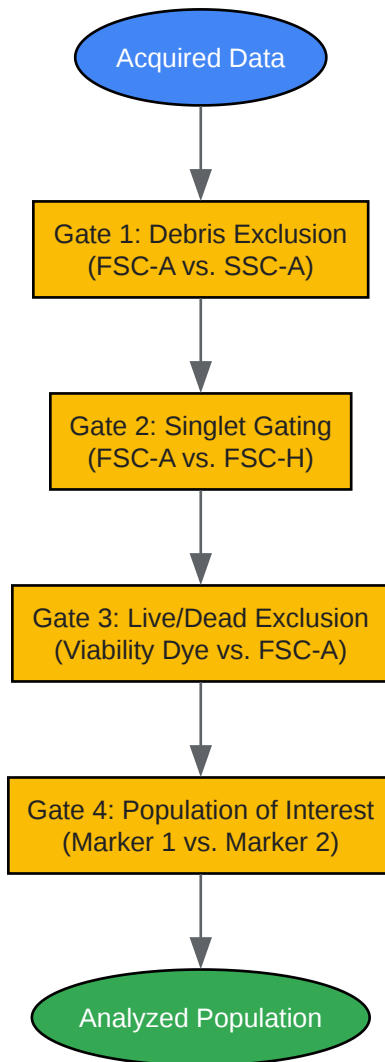 Acquired Data
Gate 1: Debris Exclusion
(FSC-A vs. SSC-A)
Gate 2: Singlet Gating
(FSC-A vs. FSC-H)
Gate 3: Live/Dead Exclusion
(Viability Dye vs. FSC-A)
Gate 4: Population of Interest
(Marker 1 vs. Marker 2)
Analyzed Population